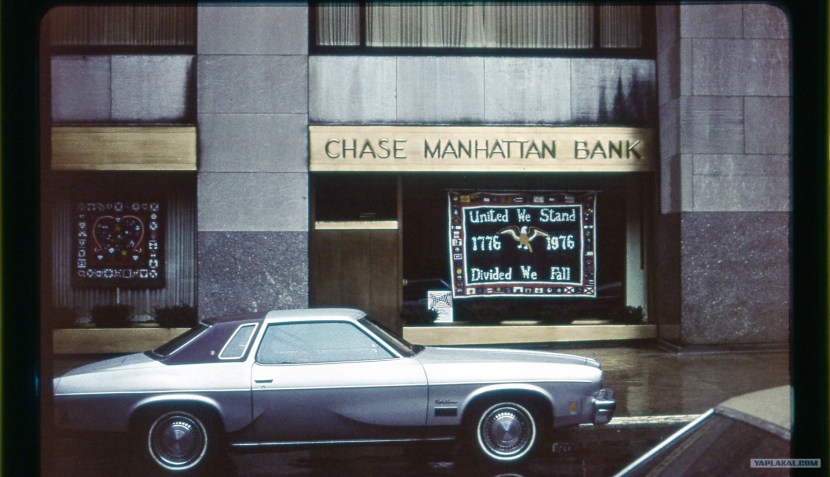 CHASE MANHATTAN BANK
United We Stand
1776 1976
Divided We Fall
YAPLAKAL.COM